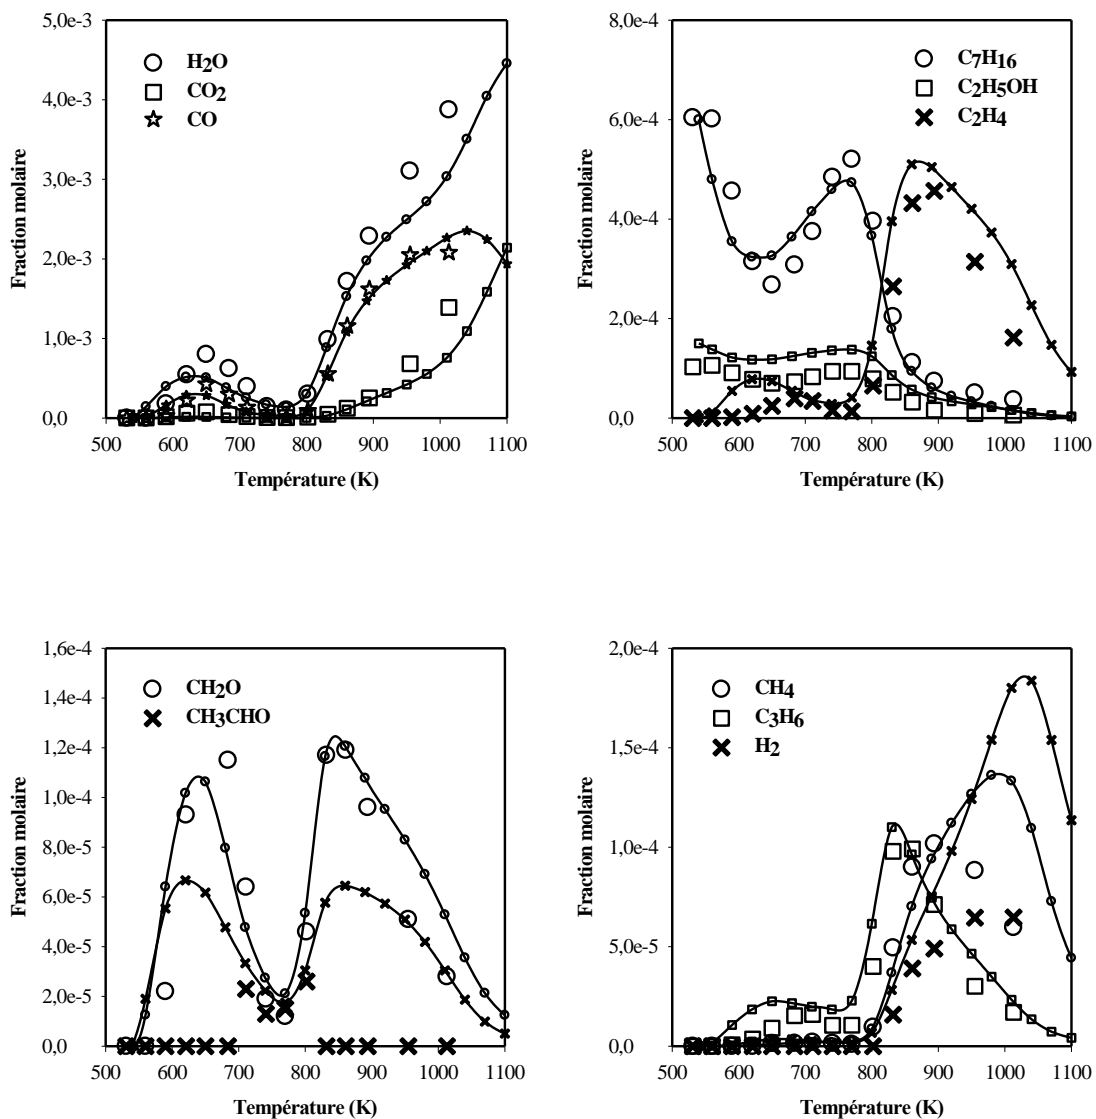 5,0e-3
4,0e-3
3,0e-3
2,0e-3
1,0e-3
0,0
500 600 700 800 900 1000 1100
Fraction molaire
Température (K)
H2O
CO2
CO
8,0e-4
6,0e-4
4,0e-4
2,0e-4
0,0
500 600 700 800 900 1000 1100
Fraction molaire
Température (K)
C7H16
C2H5OH
C2H4
1,6e-4
1,4e-4
1,2e-4
1,0e-4
8,0e-5
6,0e-5
4,0e-5
2,0e-5
0,0
500 600 700 800 900 1000 1100
Fraction molaire
Température (K)
CH2O
CH3CHO
2,0e-4
1,5e-4
1,0e-4
5,0e-5
0,0
500 600 700 800 900 1000 1100
Fraction molaire
Température (K)
CH4
C3H6
H2